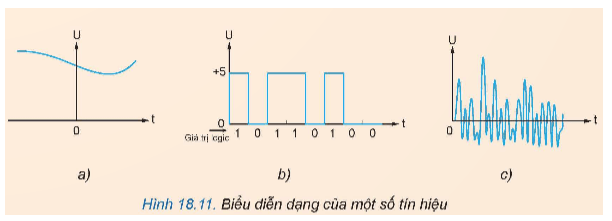 U
t
0
a)
U
+5
0
Giá trị logic
1 0 1 1 0 1 0 0
t
b)
U
0
t
c)
Hình 18.11. Biểu diễn dạng của một số tín hiệu